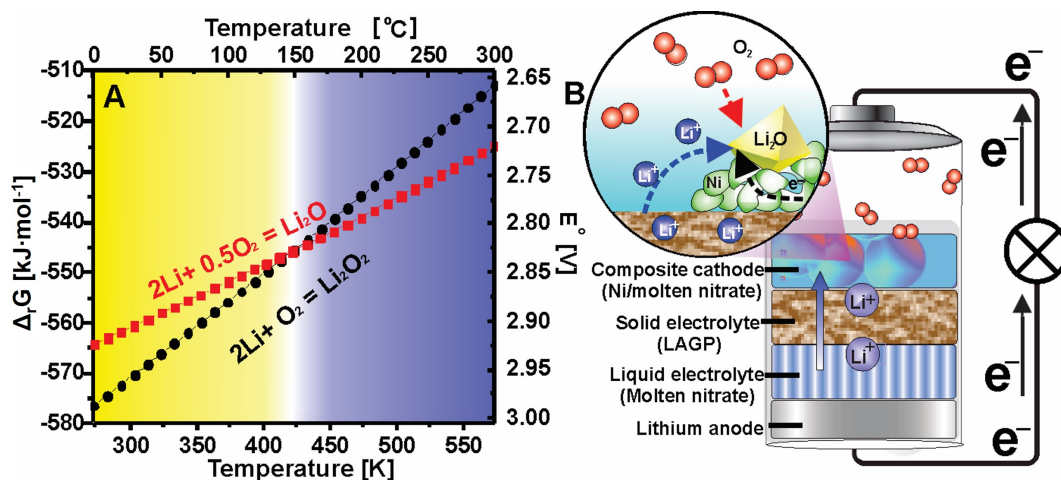 Temperature [°C]
0 50 100 150 200 250 300
A
-510
-520
-530
-540
-550
-560
-570
-580
ΔrG [kJ·mol⁻¹]
2Li+ 0.5O₂ = Li₂O
2Li+ O₂ = Li₂O₂
2.65
2.70
2.75
2.80
2.85
2.90
2.95
3.00
E° [V]
300 350 400 450 500 550
Temperature [K]
B
O₂
Li⁺
Li₂O
Li⁺
Ni
e⁻
Li⁺
Li⁺
Composite cathode
(Ni/molten nitrate)
Li⁺
Solid electrolyte
(LAGP)
Li⁺
Liquid electrolyte
(Molten nitrate)
Lithium anode
e⁻
e⁻
e⁻
e⁻